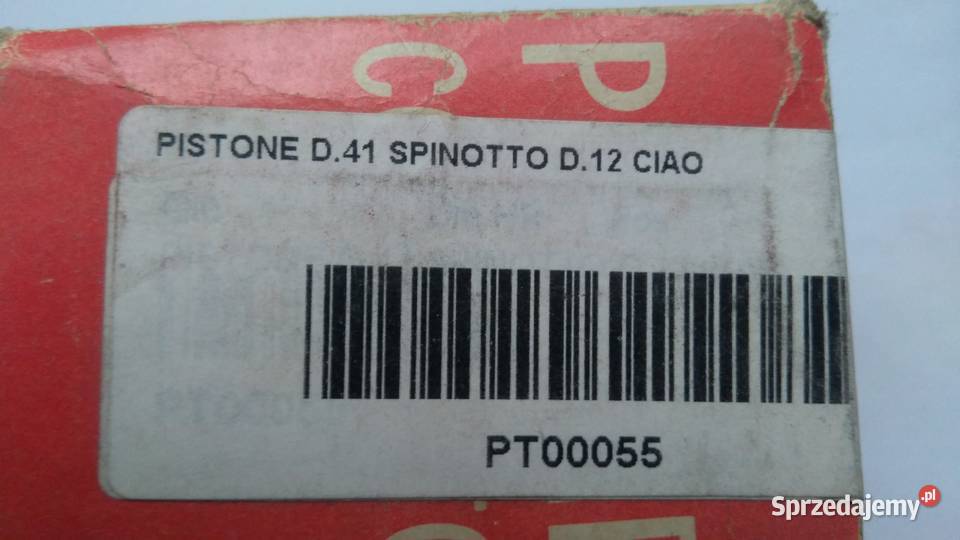 P
C
PISTONE D.41 SPINOTTO D.12 CIAO
PT00055
Sprzedajemy.pl